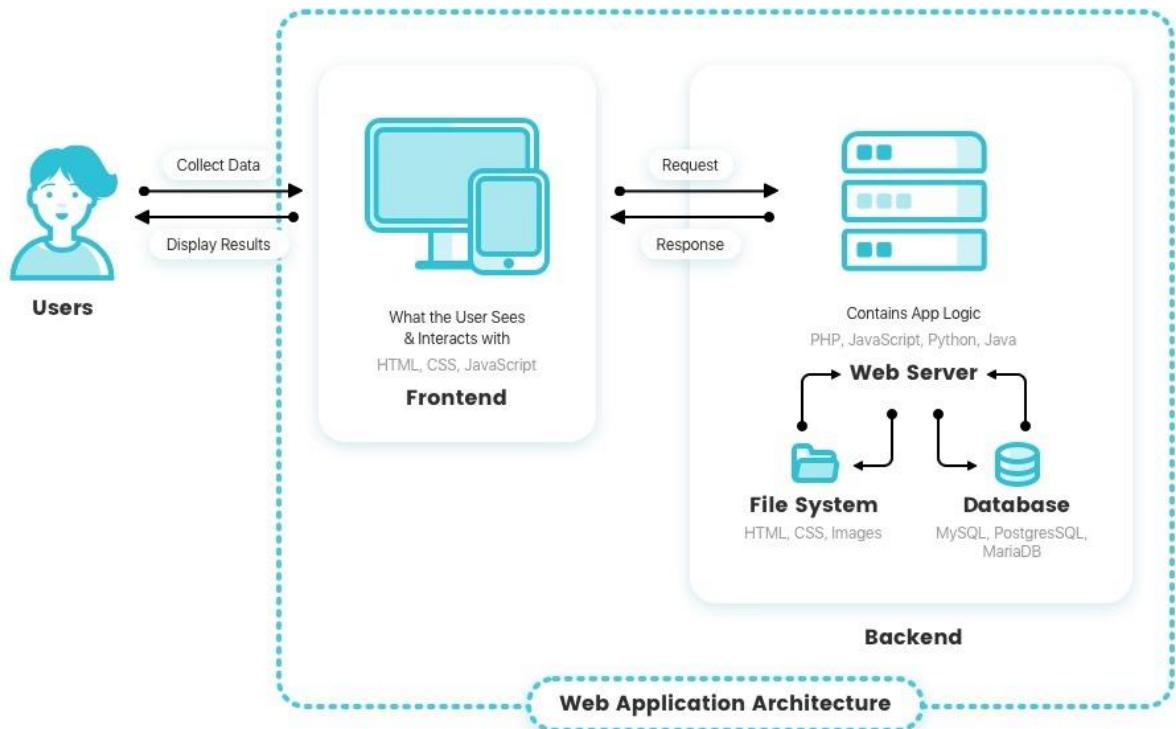 Collect Data
Display Results
Users
What the User Sees
& Interacts with
HTML, CSS, JavaScript
Frontend
Request
Response
Contains App Logic
PHP, JavaScript, Python, Java
Web Server
File System
HTML, CSS, Images
Database
MySQL, PostgresSQL,
MariaDB
Backend
Web Application Architecture